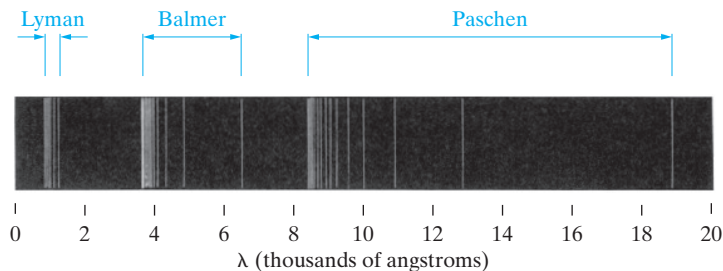 Lyman Balmer Paschen
0 2 4 6 8 10 12 14 16 18 20
λ (thousands of angstroms)